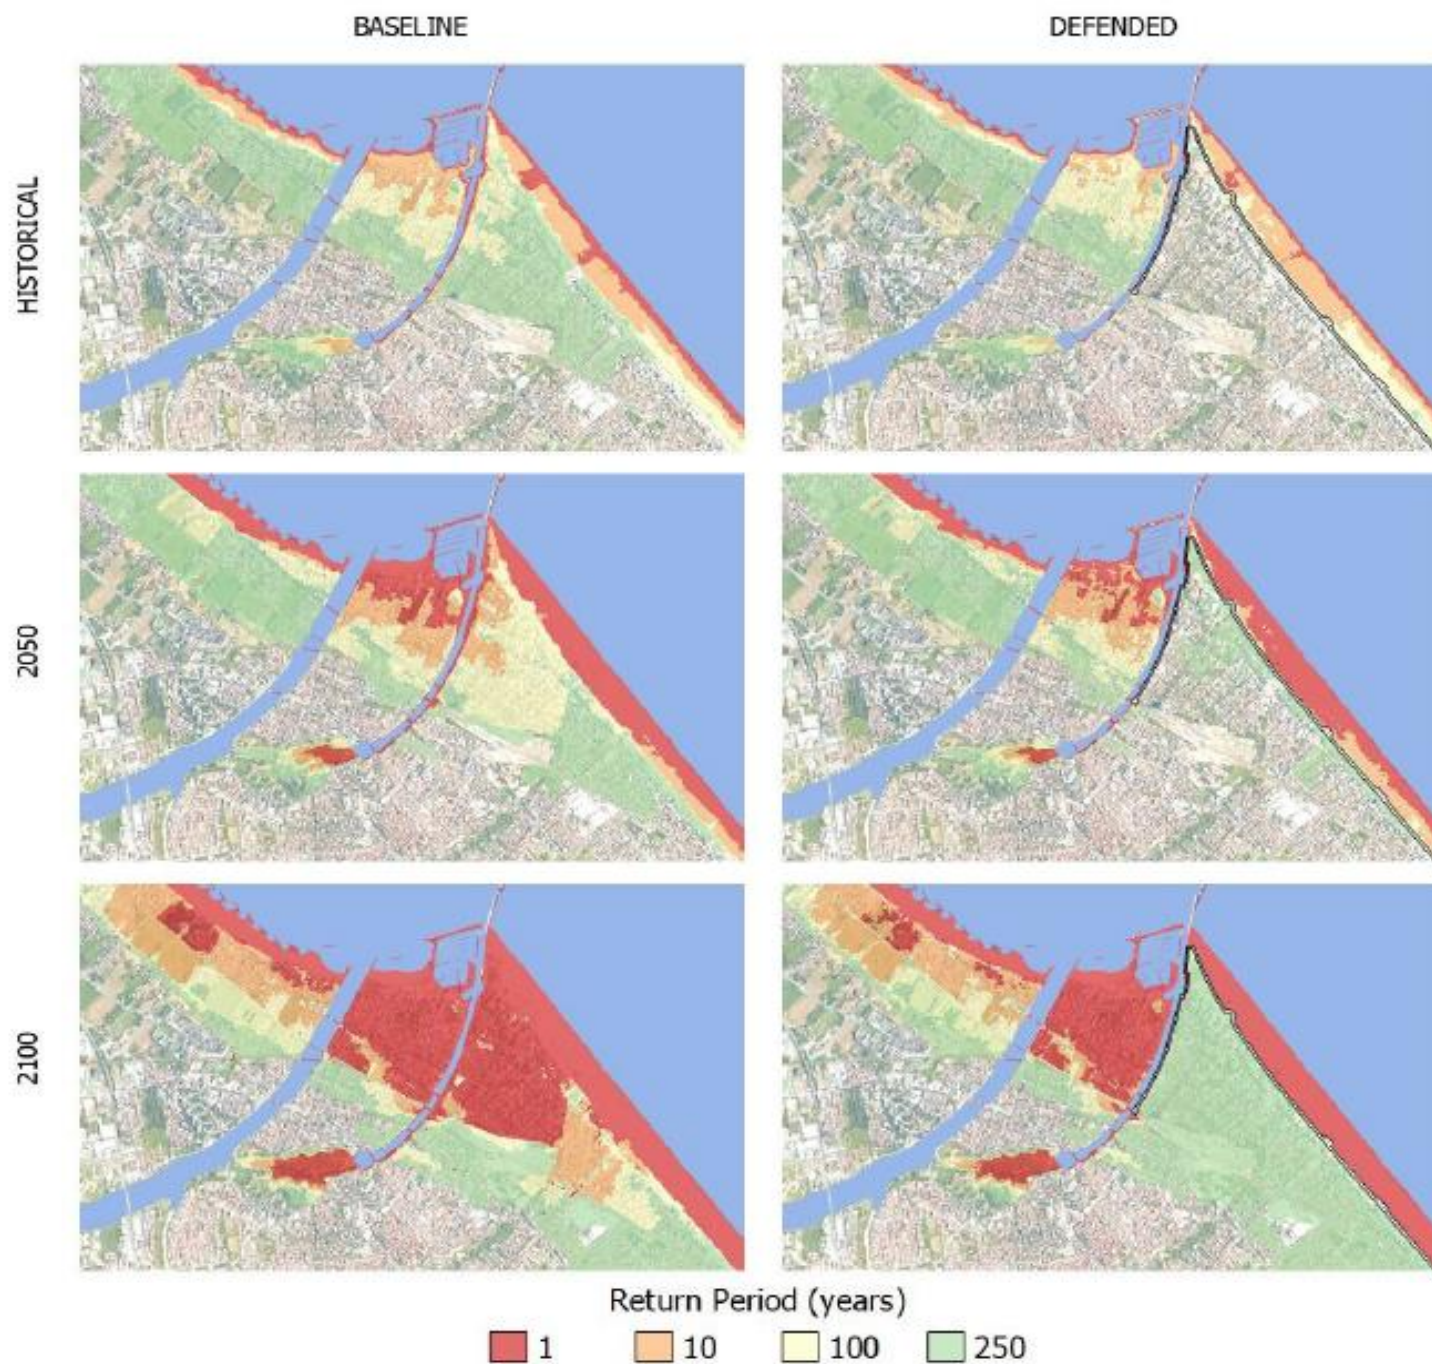 BASELINE DEFENDED
HISTORICAL
2050
2100
Return Period (years)
1 10 100 250